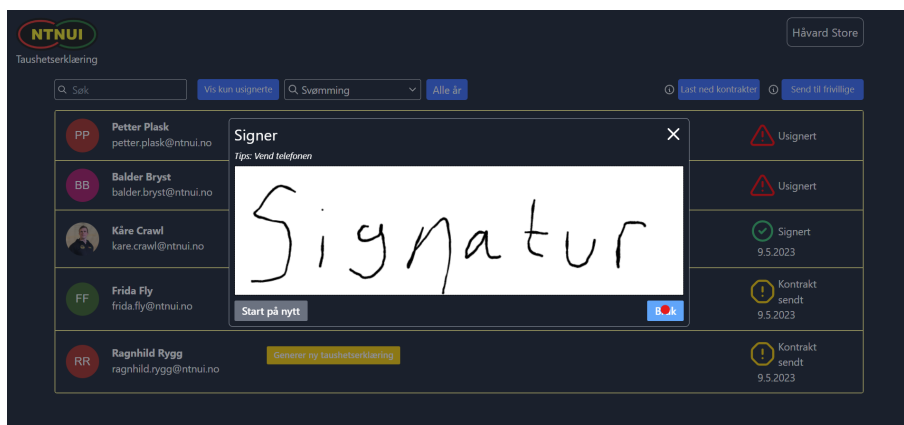 NTNUI
Taushetserklæring
Håvard Store
Søk
Vis kun usignerte
Svømming
Alle år
Last ned kontrakter
Send til frivillige
PP
Petter Plask
petter.plask@ntnui.no
Usignert
BB
Balder Bryst
balder.bryst@ntnui.no
Usignert
Kåre Crawl
kare.crawl@ntnui.no
Signert
9.5.2023
FF
Frida Fly
frida.fly@ntnui.no
Kontrakt
sendt
9.5.2023
RR
Ragnhild Rygg
ragnhild.rygg@ntnui.no
Generer ny taushetserklæring
Kontrakt
sendt
9.5.2023
Signer
Tips: Vend telefonen
Signatur
Start på nytt